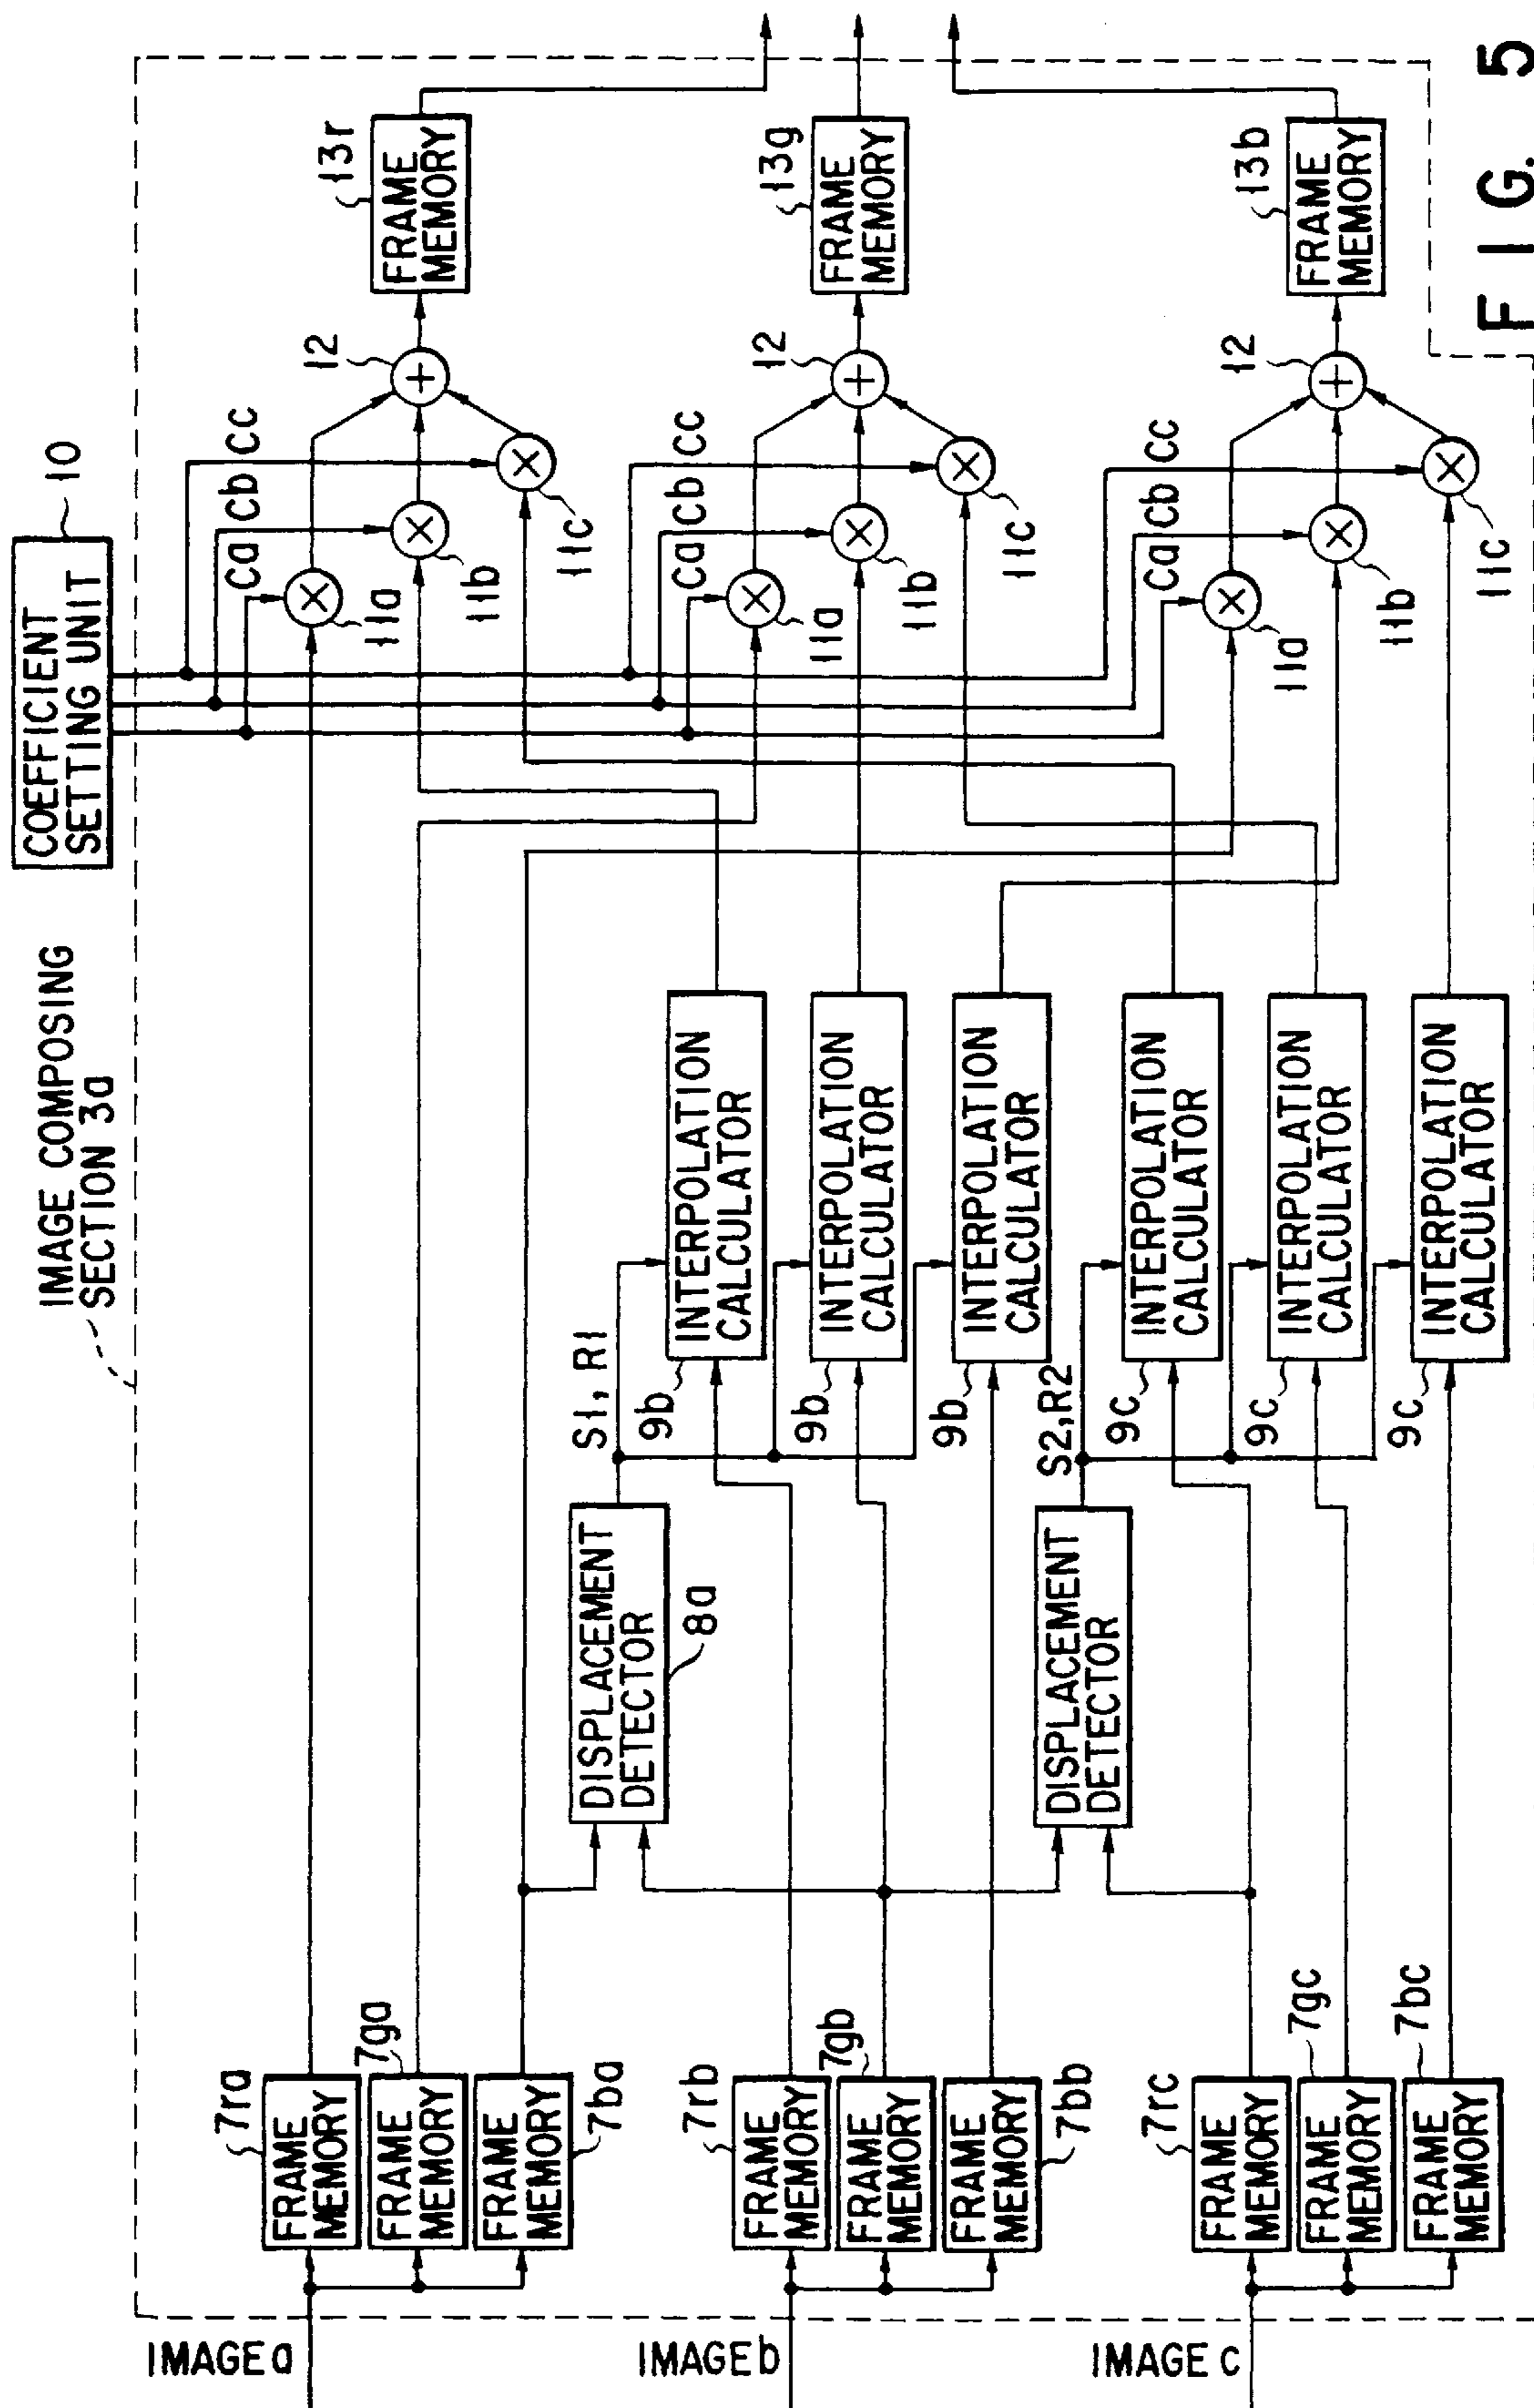 COEFFICIENT
SETTING UNIT
10
IMAGE COMPOSING
SECTION 3a
IMAGE a
FRAME
MEMORY
7ra
FRAME
MEMORY
7ga
FRAME
MEMORY
7ba
IMAGE b
FRAME
MEMORY
7rb
FRAME
MEMORY
7gb
FRAME
MEMORY
7bb
IMAGE c
FRAME
MEMORY
7rc
FRAME
MEMORY
7gc
FRAME
MEMORY
7bc
DISPLACEMENT
DETECTOR
8a
S1, R1
DISPLACEMENT
DETECTOR
S2, R2
INTERPOLATION
CALCULATOR
9b
INTERPOLATION
CALCULATOR
9b
INTERPOLATION
CALCULATOR
9b
INTERPOLATION
CALCULATOR
9c
INTERPOLATION
CALCULATOR
9c
INTERPOLATION
CALCULATOR
9c
Ca Cb Cc
×
11a
×
11b
×
11c
+
12
FRAME
MEMORY
13r
Ca Cb Cc
×
11a
×
11b
×
11c
+
12
FRAME
MEMORY
13g
Ca Cb Cc
×
11a
×
11b
×
11c
+
12
FRAME
MEMORY
13b
FIG. 5